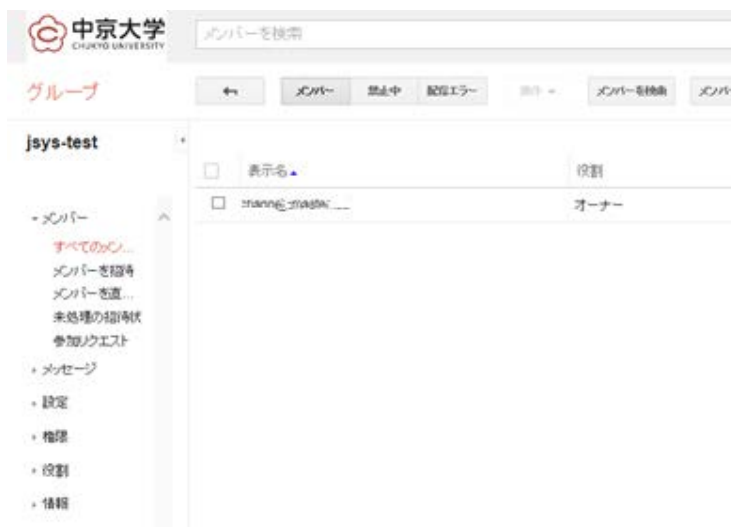 中京大学
CHUKYO UNIVERSITY
メンバーを検索
グループ
メンバー
禁止中
配信エラー
操作
メンバーを検索
メンバ
jsys-test
表示名
役割
オーナー
メンバー
すべてのメン...
メンバーを招待
メンバーを直...
未処理の招待状
参加リクエスト
メッセージ
設定
権限
役割
情報